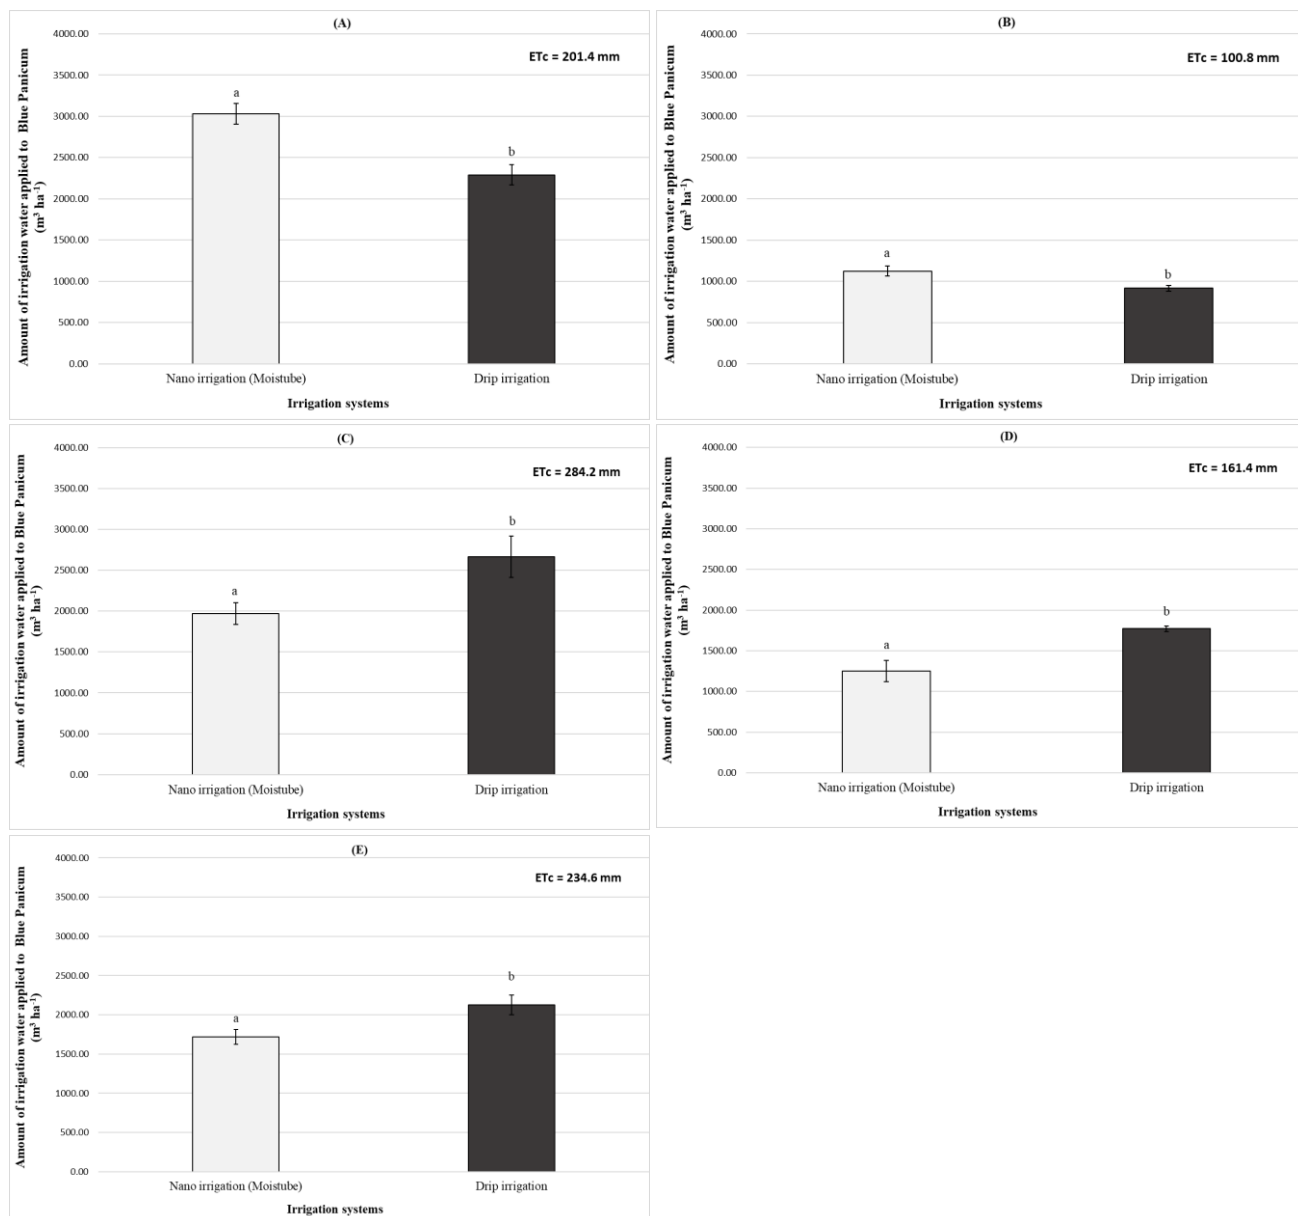 (A)
ETc = 201.4 mm
Amount of irrigation water applied to Blue Panicum
(m³ ha⁻¹)
4000.00
3500.00
3000.00
2500.00
2000.00
1500.00
1000.00
500.00
0.00
a
b
Nano irrigation (Moistube)
Drip irrigation
Irrigation systems
(B)
ETc = 100.8 mm
Amount of irrigation water applied to Blue Panicum
(m³ ha⁻¹)
4000.00
3500.00
3000.00
2500.00
2000.00
1500.00
1000.00
500.00
0.00
a
b
Nano irrigation (Moistube)
Drip irrigation
Irrigation systems
(C)
ETc = 284.2 mm
Amount of irrigation water applied to Blue Panicum
(m³ ha⁻¹)
4000.00
3500.00
3000.00
2500.00
2000.00
1500.00
1000.00
500.00
0.00
a
b
Nano irrigation (Moistube)
Drip irrigation
Irrigation systems
(D)
ETc = 161.4 mm
Amount of irrigation water applied to Blue Panicum
(m³ ha⁻¹)
4000.00
3500.00
3000.00
2500.00
2000.00
1500.00
1000.00
500.00
0.00
a
b
Nano irrigation (Moistube)
Drip irrigation
Irrigation systems
(E)
ETc = 234.6 mm
Amount of irrigation water applied to Blue Panicum
(m³ ha⁻¹)
4000.00
3500.00
3000.00
2500.00
2000.00
1500.00
1000.00
500.00
0.00
a
b
Nano irrigation (Moistube)
Drip irrigation
Irrigation systems